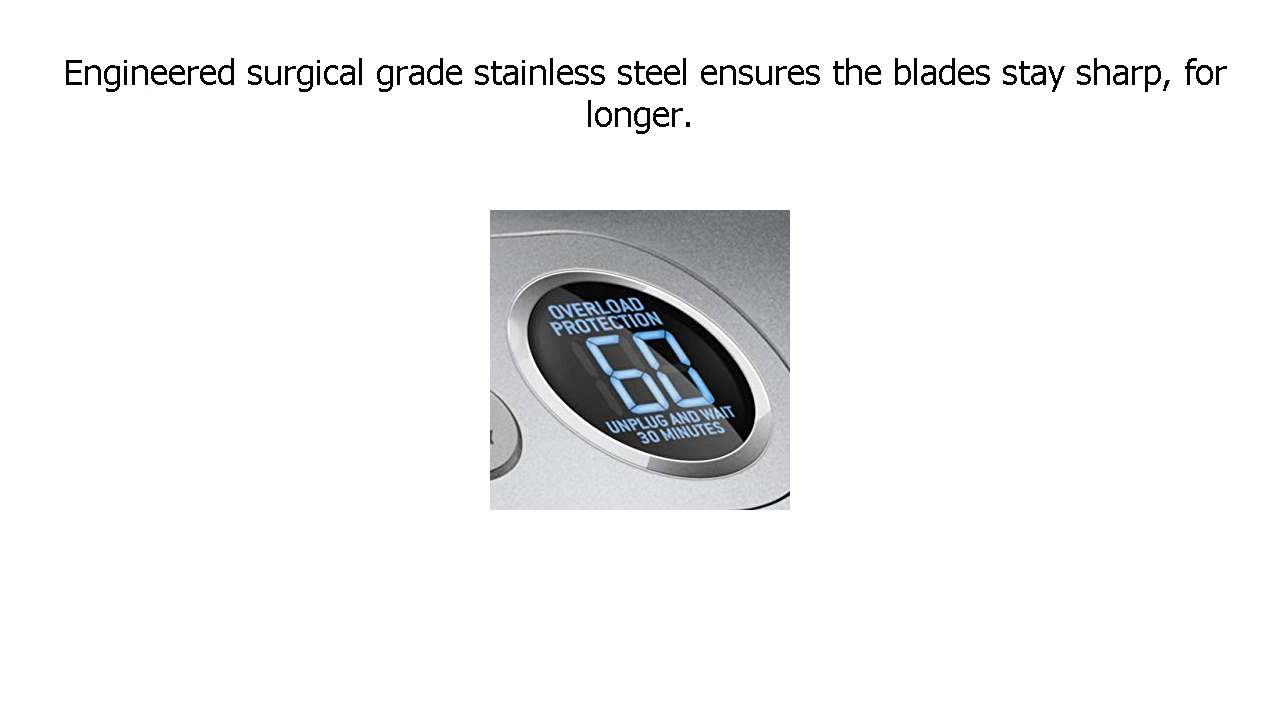 Engineered surgical grade stainless steel ensures the blades stay sharp, for
longer.
OVERLOAD
PROTECTION
60
UNPLUG AND WAIT
30 MINUTES